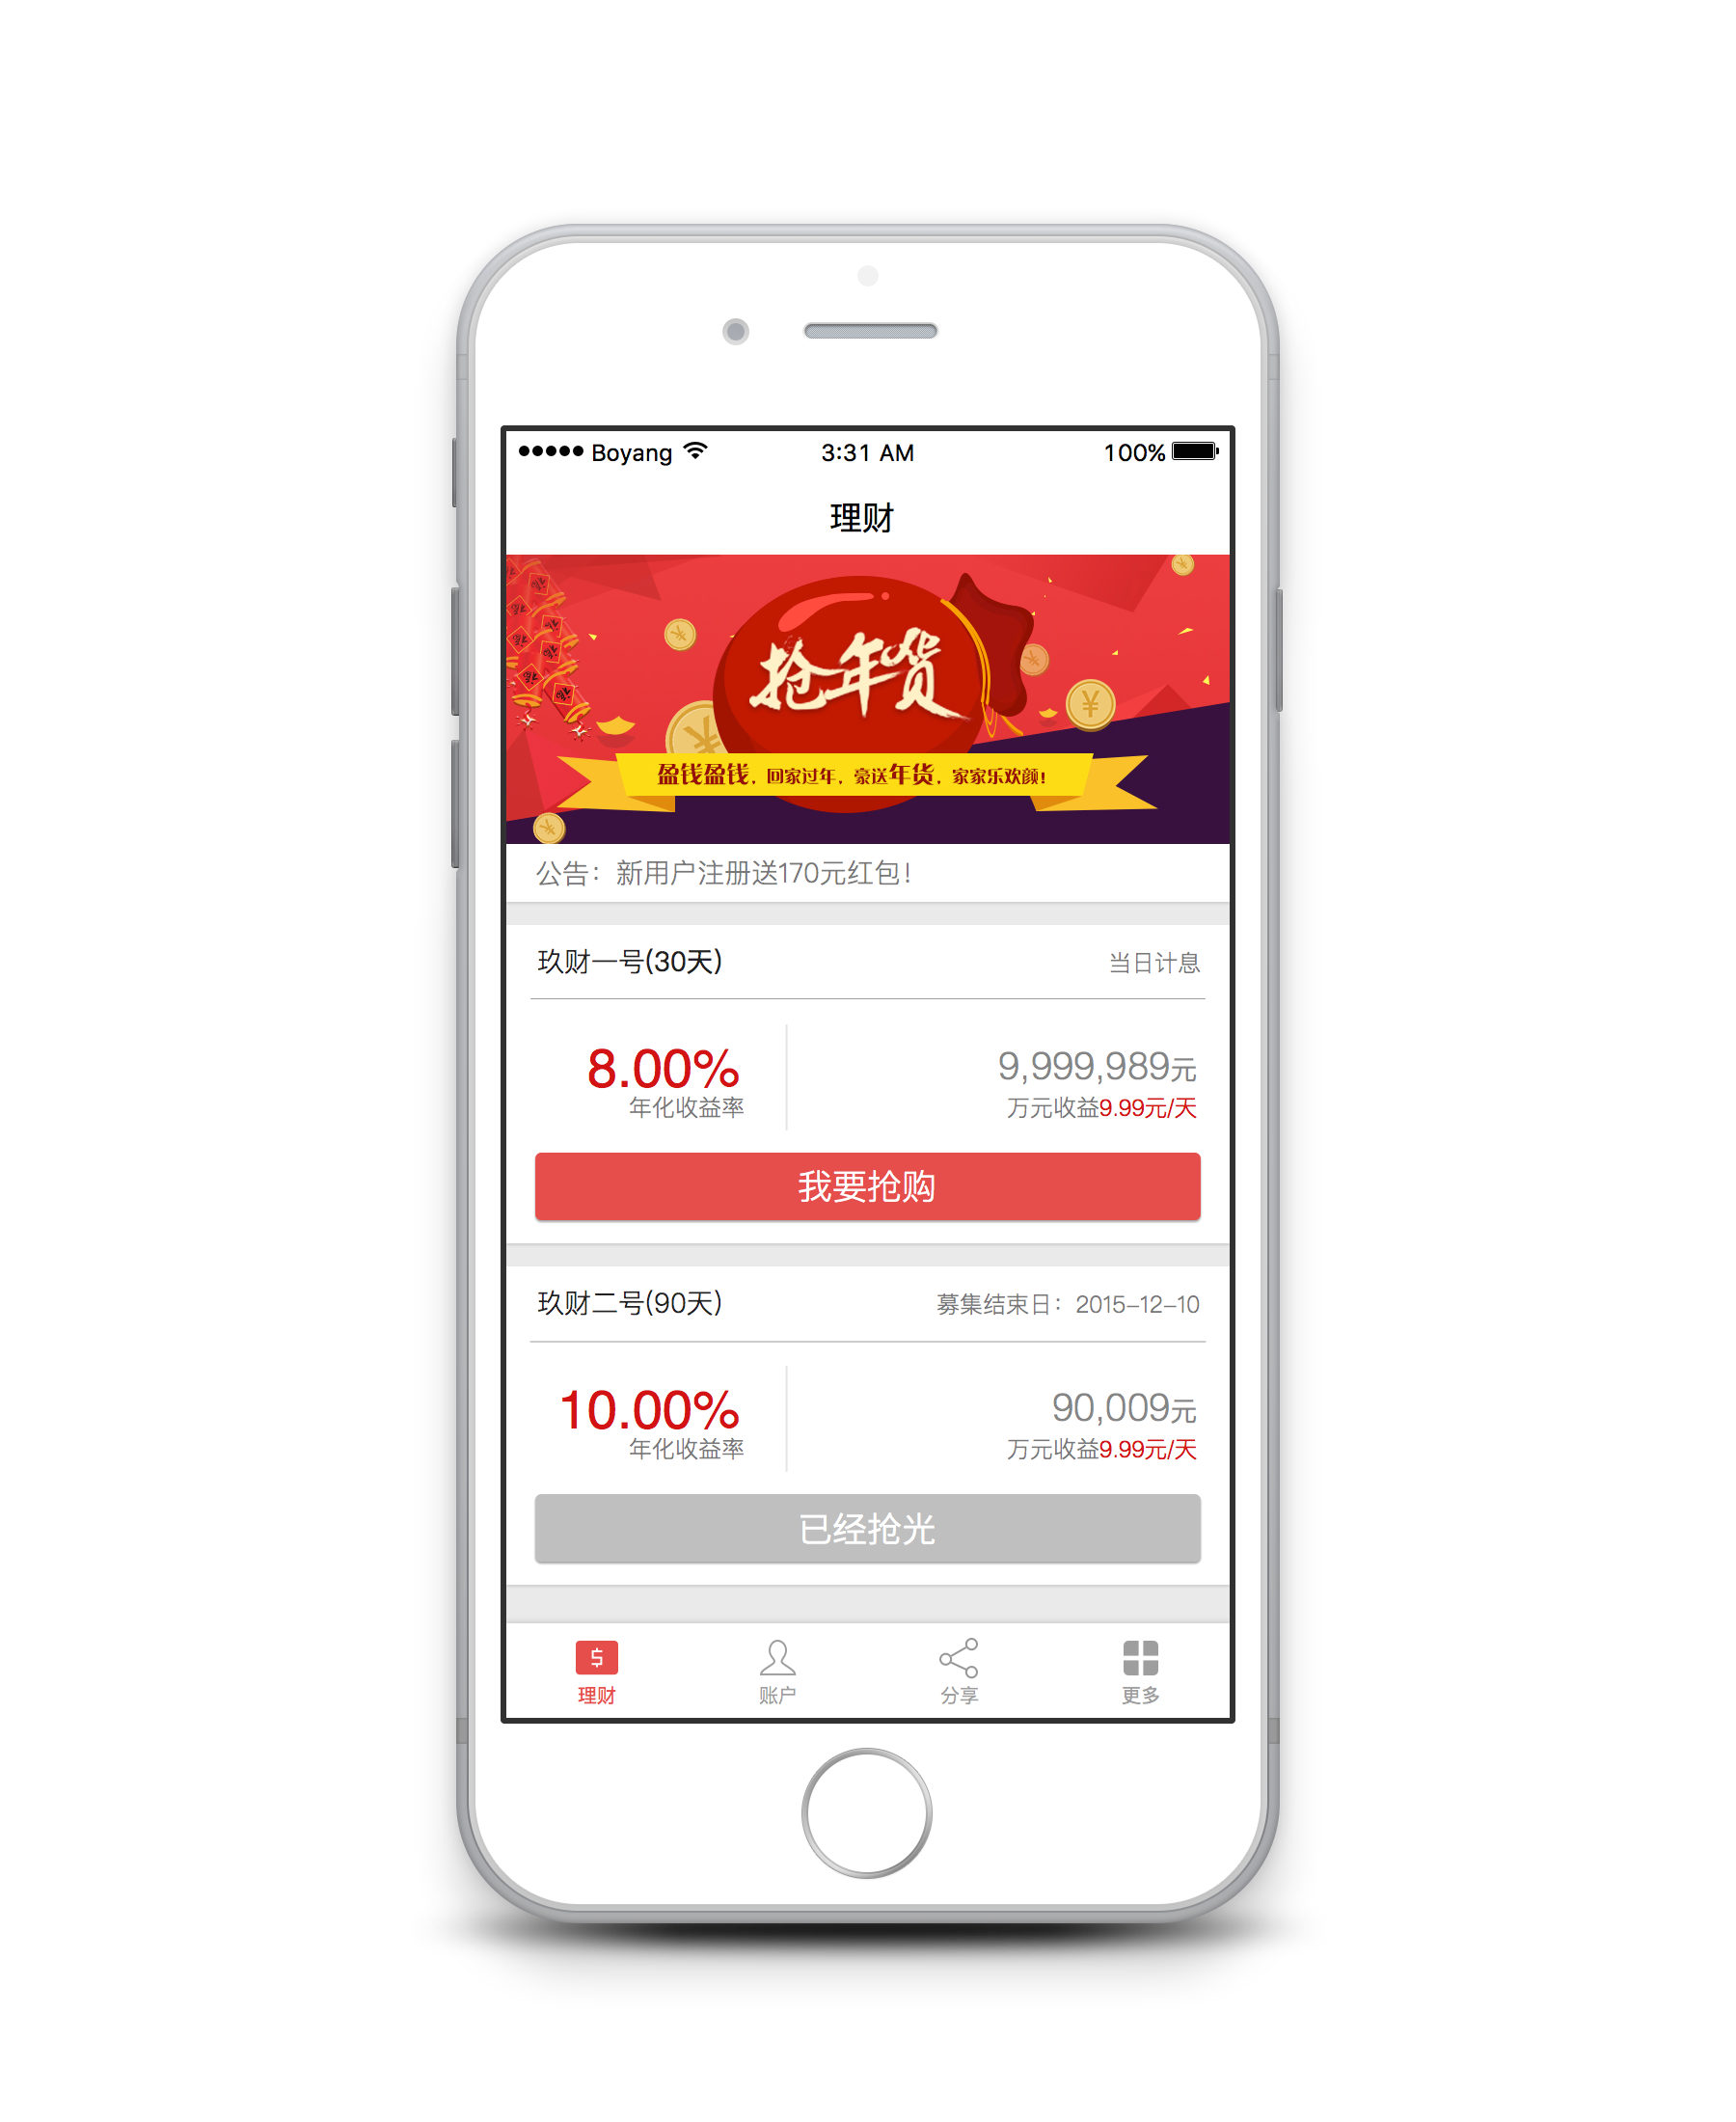 Boyang 3:31 AM 100%
理财
抢年货
盈钱盈钱，回家过年，豪送年货，家家乐欢颜！
公告：新用户注册送170元红包！
玖财一号(30天) 当日计息
8.00% 9,999,989元
年化收益率 万元收益9.99元/天
我要抢购
玖财二号(90天) 募集结束日：2015-12-10
10.00% 90,009元
年化收益率 万元收益9.99元/天
已经抢光
理财 账户 分享 更多